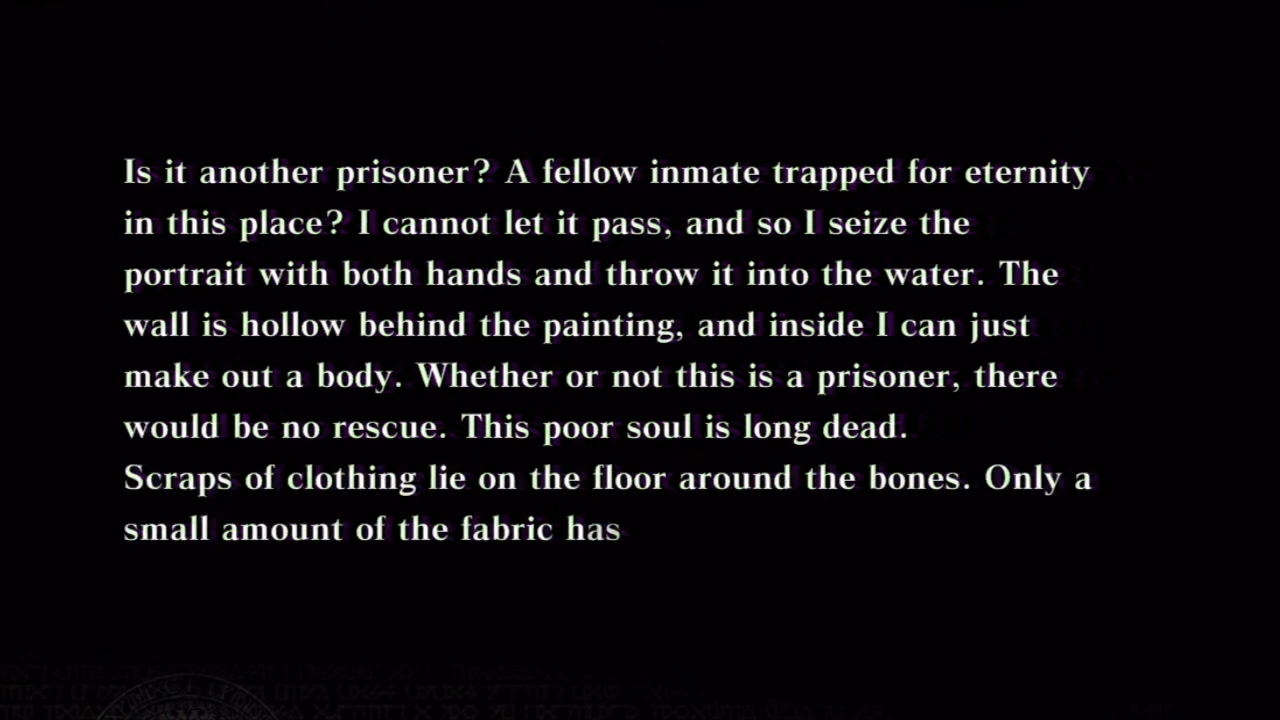 Is it another prisoner? A fellow inmate trapped for eternity
in this place? I cannot let it pass, and so I seize the
portrait with both hands and throw it into the water. The
wall is hollow behind the painting, and inside I can just
make out a body. Whether or not this is a prisoner, there
would be no rescue. This poor soul is long dead.
Scraps of clothing lie on the floor around the bones. Only a
small amount of the fabric has